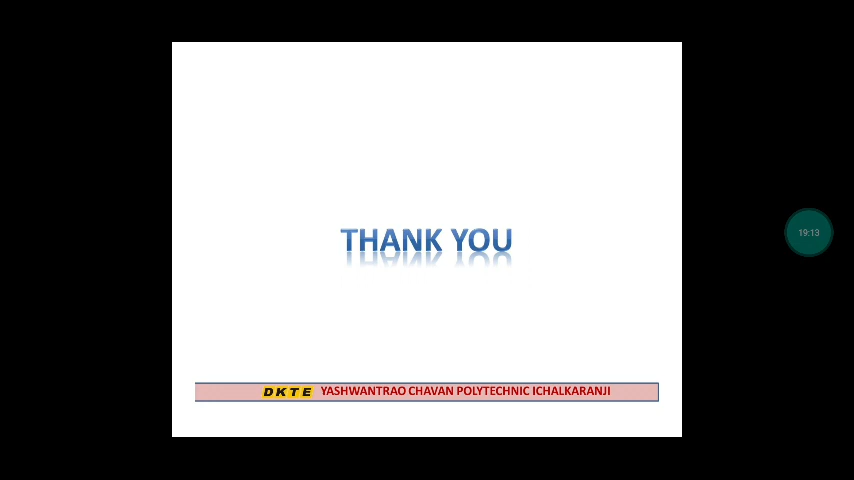 THANK YOU
19:13
DKTE YASHWANTRAO CHAVAN POLYTECHNIC ICHALKARANJI